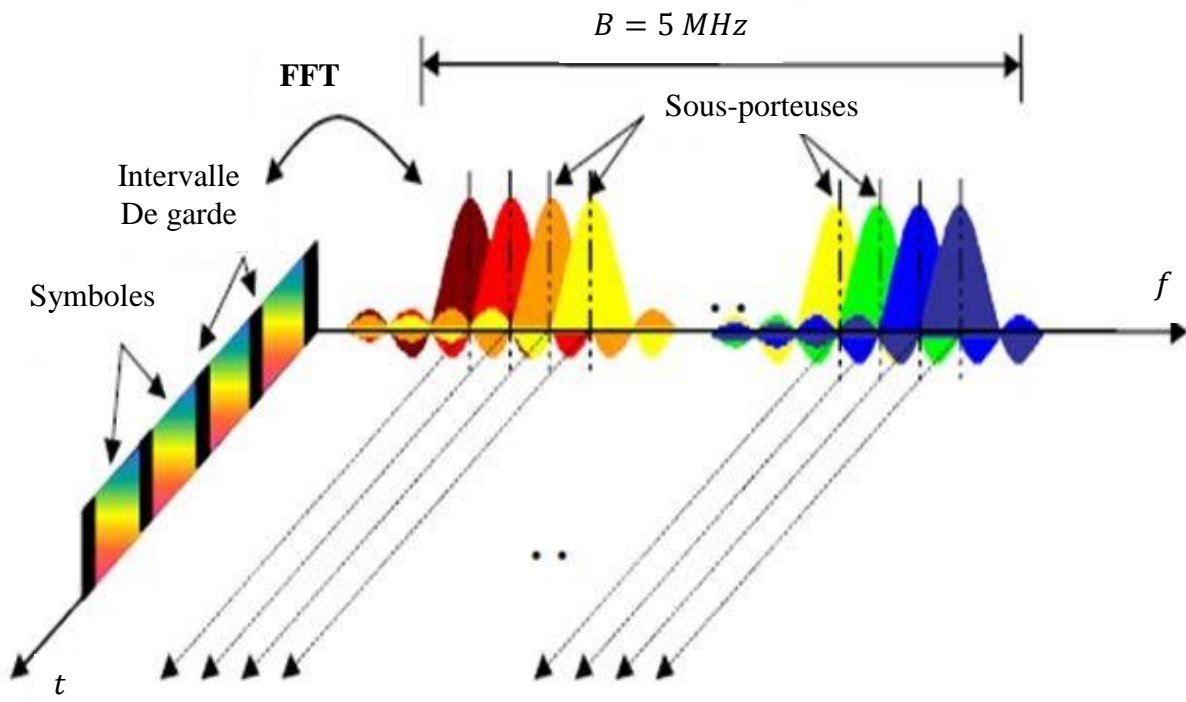 B = 5 MHz
FFT
Sous-porteuses
Intervalle
De garde
Symboles
f
t